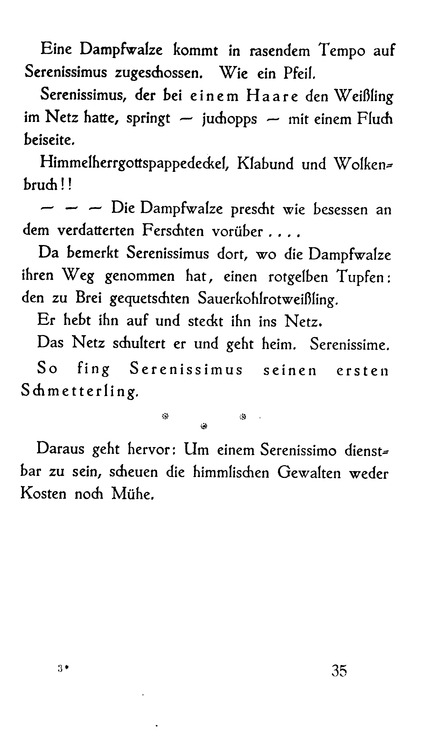 Eine Dampfwalze kommt in rasendem Tempo auf
Serenissimus zugeschossen. Wie ein Pfeil.
Serenissimus, der bei einem Haare den Weißling
im Netz hatte, springt — juchopps — mit einem Fluch
beiseite.
Himmelherrgottspappedeckel, Klabund und Wolken-
bruch!!
— — — Die Dampfwalze prescht wie besessen an
dem verdatterten Ferschten vorüber . . . .
Da bemerkt Serenissimus dort, wo die Dampfwalze
ihren Weg genommen hat, einen rotgelben Tupfen:
den zu Brei gequetschten Sauerkohlrotweißling.
Er hebt ihn auf und steckt ihn ins Netz.
Das Netz schultert er und geht heim. Serenissime.
So fing Serenissimus seinen ersten
Schmetterling.
Daraus geht hervor: Um einem Serenissimo dienst-
bar zu sein, scheuen die himmlischen Gewalten weder
Kosten noch Mühe.
3* 35